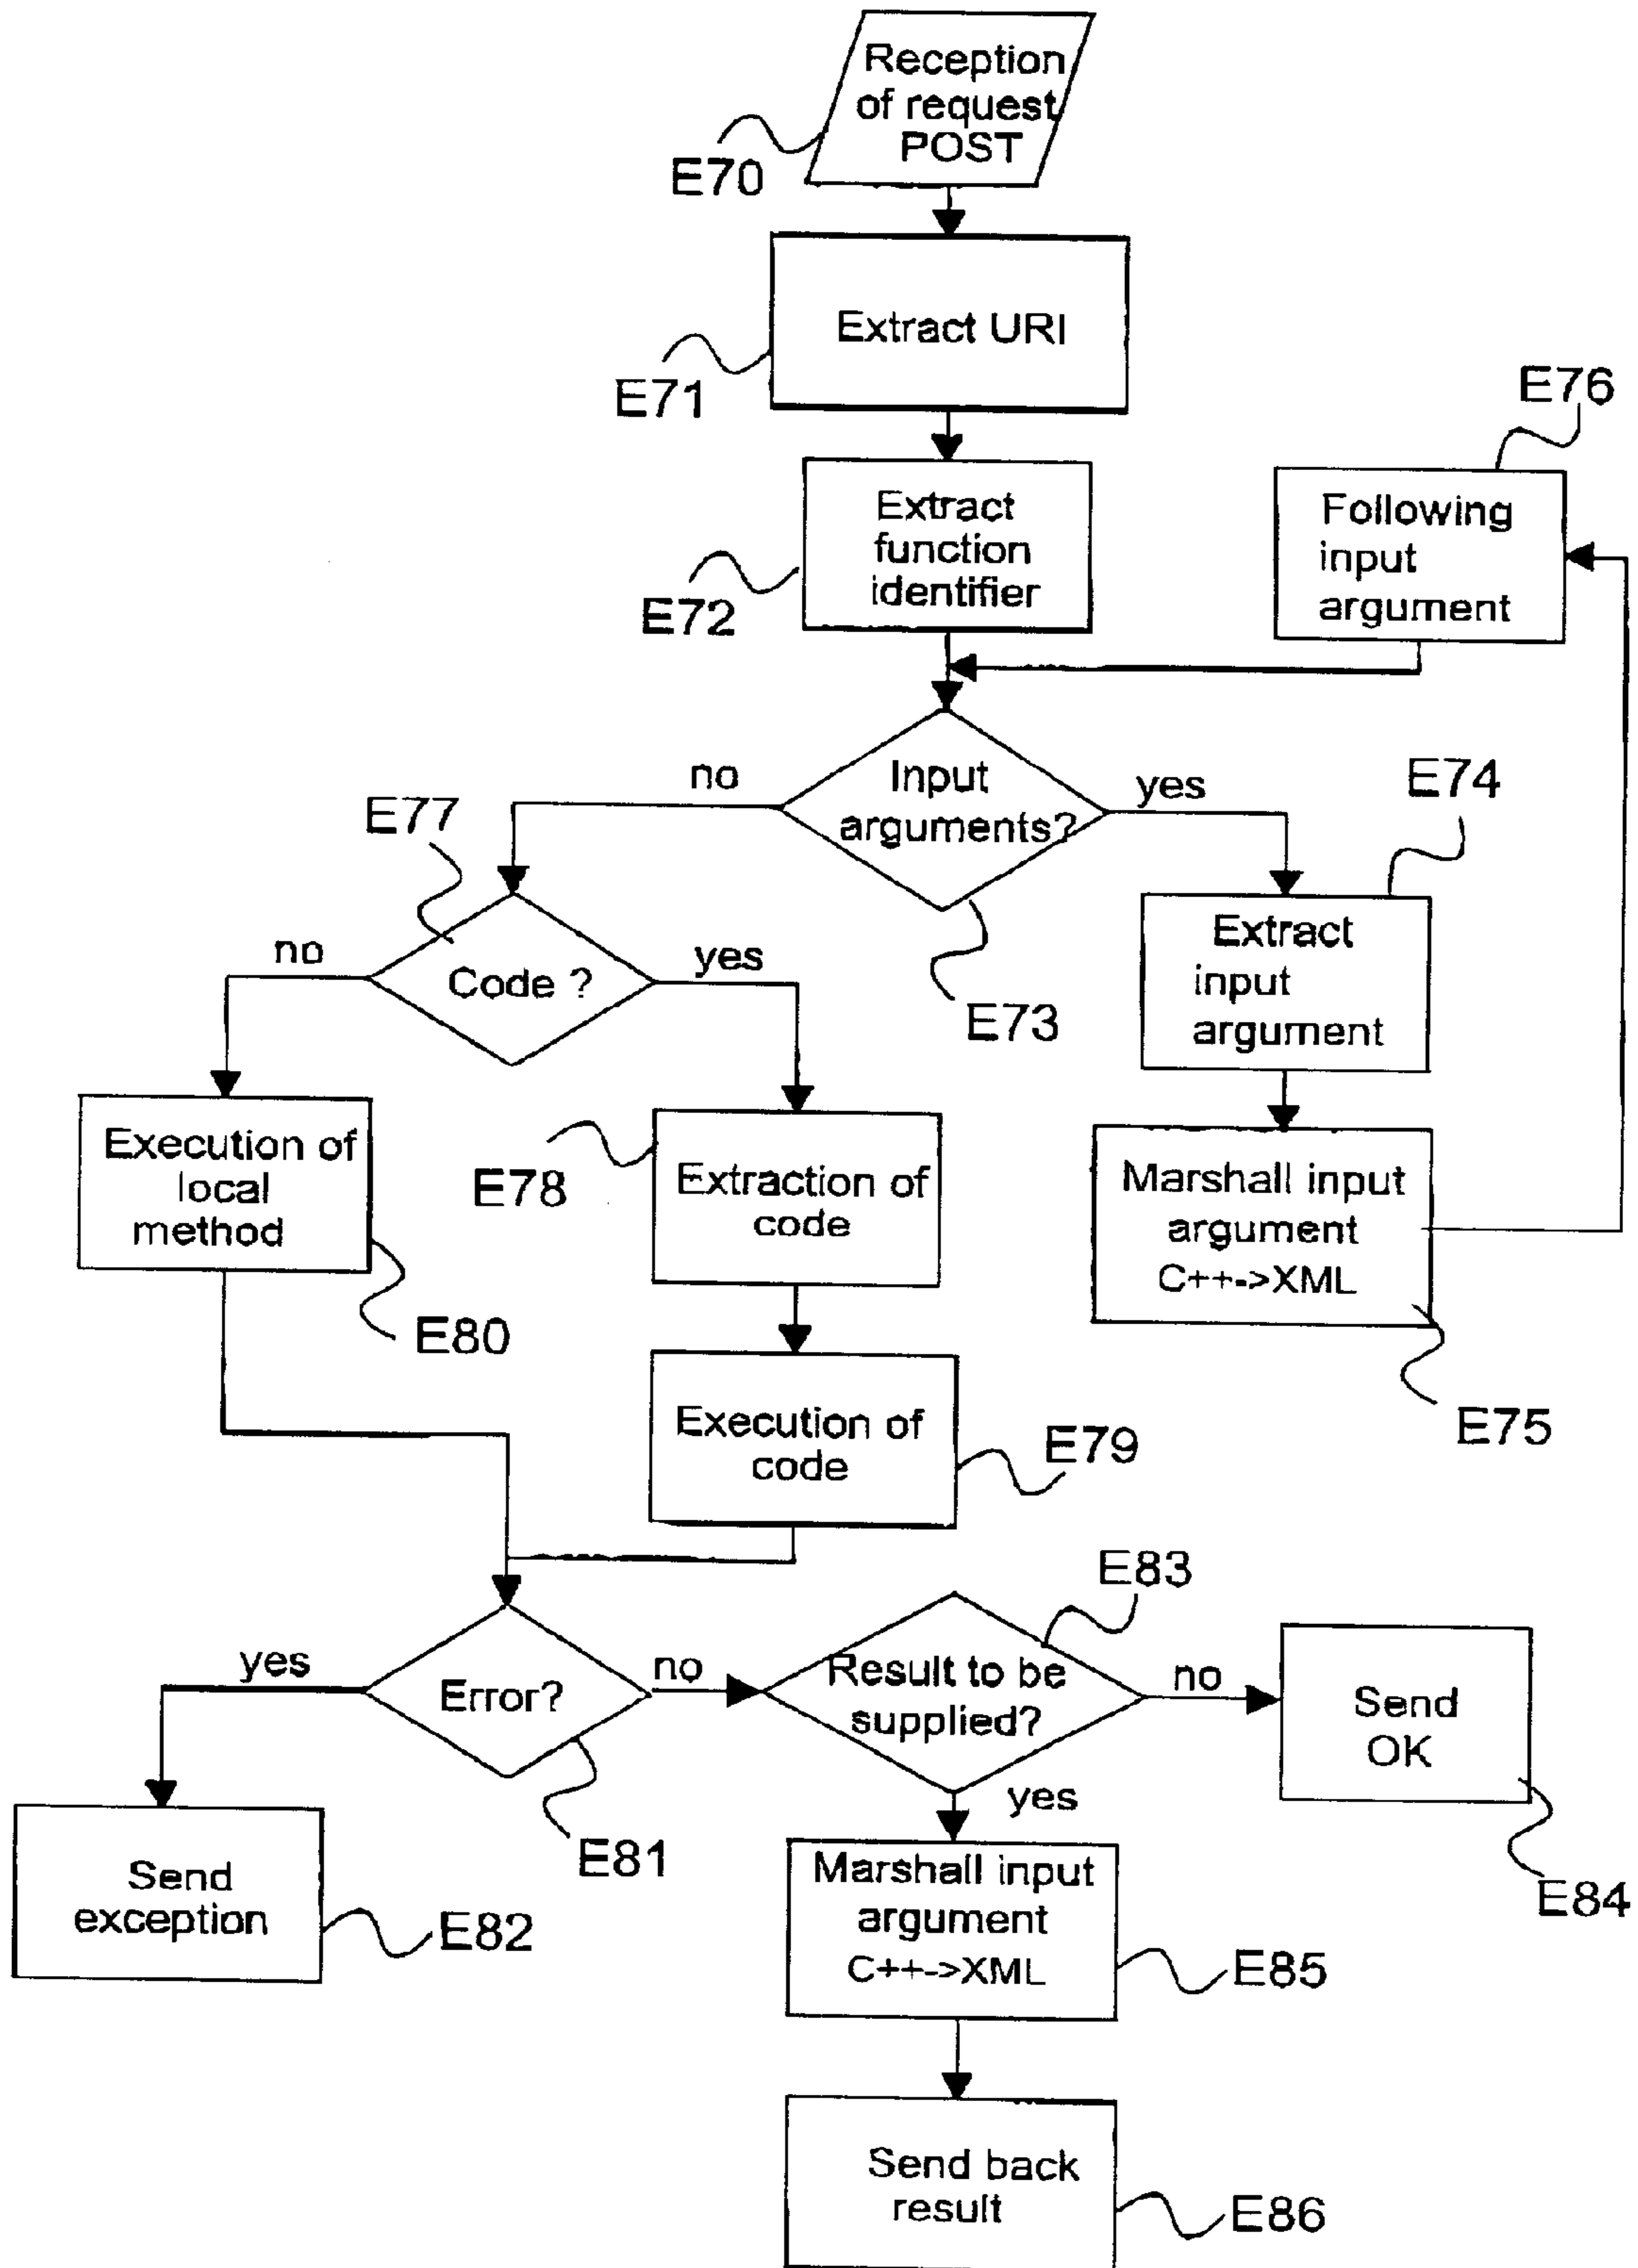 Reception
of request
POST
E70
Extract URI
E71
E76
Extract
function
identifier
E72
Following
input
argument
Input
arguments?
no
yes
E73
E74
E77
Code ?
no
yes
Extract
input
argument
Execution of
local
method
E80
E78
Extraction of
code
Marshall input
argument
C++->XML
E75
Execution of
code
E79
Error?
yes
no
E81
E83
Result to be
supplied?
no
yes
Send
OK
E84
Send
exception
E82
Marshall input
argument
C++->XML
E85
Send back
result
E86